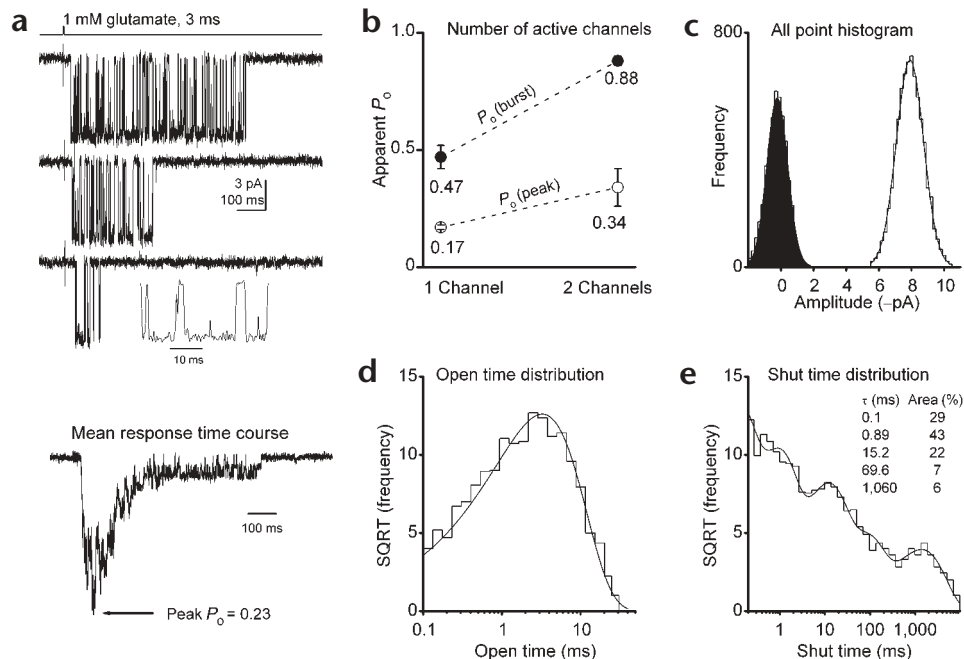 a
1 mM glutamate, 3 ms
3 pA
100 ms
10 ms
Mean response time course
100 ms
Peak Po = 0.23
b
Number of active channels
Apparent Po
1.0
0.5
0
Po (burst)
0.88
0.47
Po (peak)
0.34
0.17
1 Channel
2 Channels
c
All point histogram
Frequency
800
0
0 2 4 6 8 10
Amplitude (–pA)
d
Open time distribution
SQRT (frequency)
15
10
5
0
0.1 1 10
Open time (ms)
e
Shut time distribution
τ (ms) Area (%)
0.1 29
0.89 43
15.2 22
69.6 7
1,060 6
SQRT (frequency)
15
10
5
0
1 10 100 1,000
Shut time (ms)